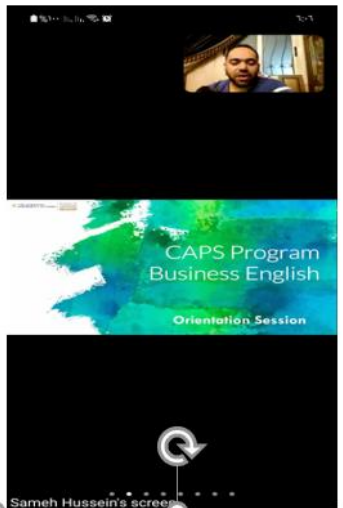 CAPS Program
Business English
Orientation Session
Sameh Hussein's screen